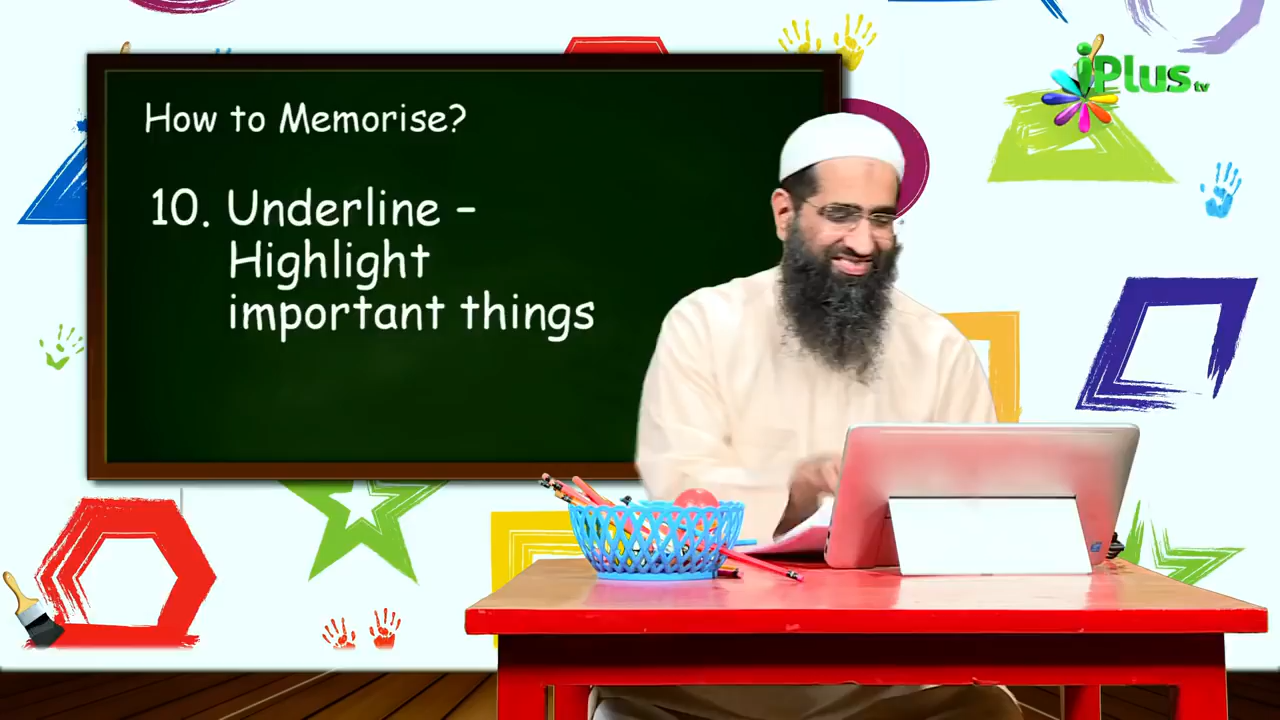 How to Memorise?
10. Underline –
Highlight
important things
iPlus tv